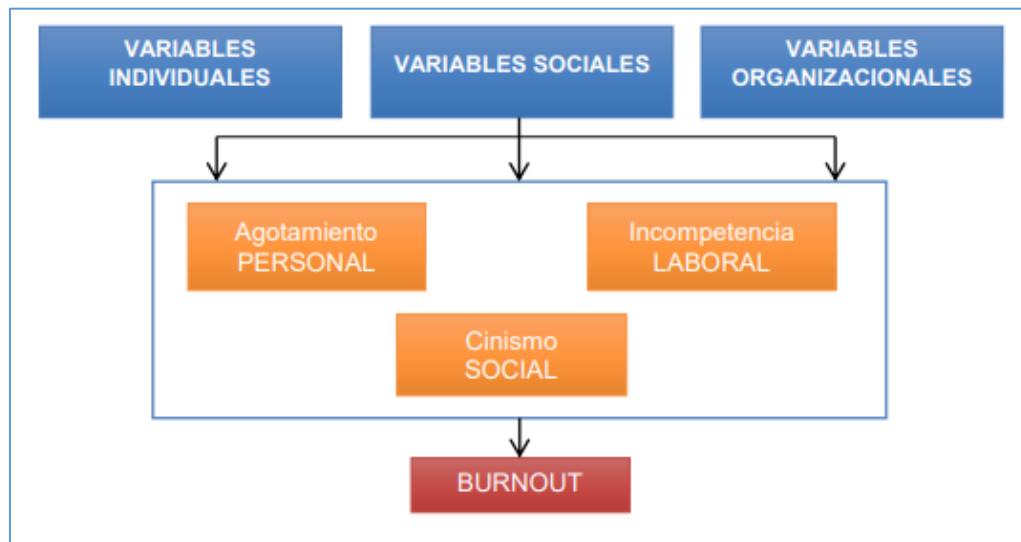 VARIABLES
INDIVIDUALES
VARIABLES SOCIALES
VARIABLES
ORGANIZACIONALES
Agotamiento
PERSONAL
Incompetencia
LABORAL
Cinismo
SOCIAL
BURNOUT